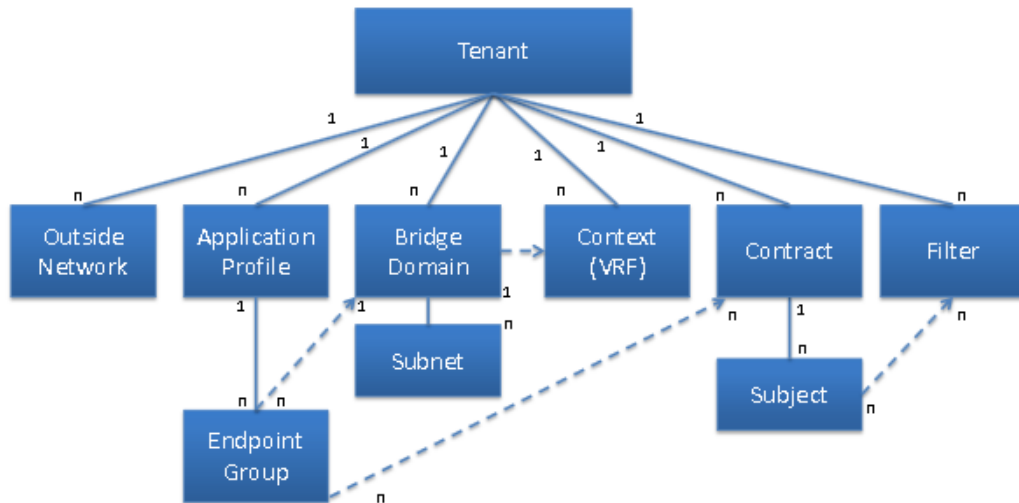 Tenant
1
1
1
1
1
1
n
n
n
n
n
n
Outside
Network
Application
Profile
Bridge
Domain
Context
(VRF)
Contract
Filter
1
1
1
n
1
n
n
Subnet
n
Subject
n
n
n
Endpoint
Group
n